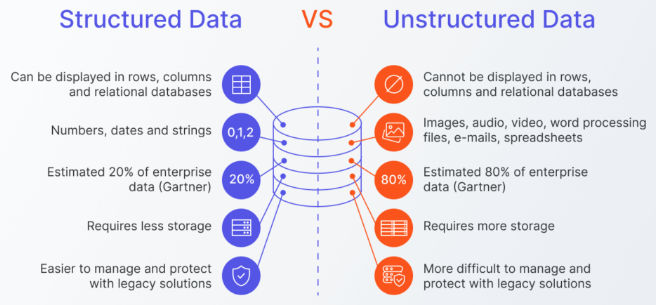 Structured Data VS Unstructured Data
Can be displayed in rows, columns
and relational databases
Cannot be displayed in rows,
columns and relational databases
Numbers, dates and strings
0,1,2
Images, audio, video, word processing
files, e-mails, spreadsheets
Estimated 20% of enterprise
data (Gartner)
20%
80%
Estimated 80% of enterprise
data (Gartner)
Requires less storage
Requires more storage
Easier to manage and protect
with legacy solutions
More difficult to manage and
protect with legacy solutions